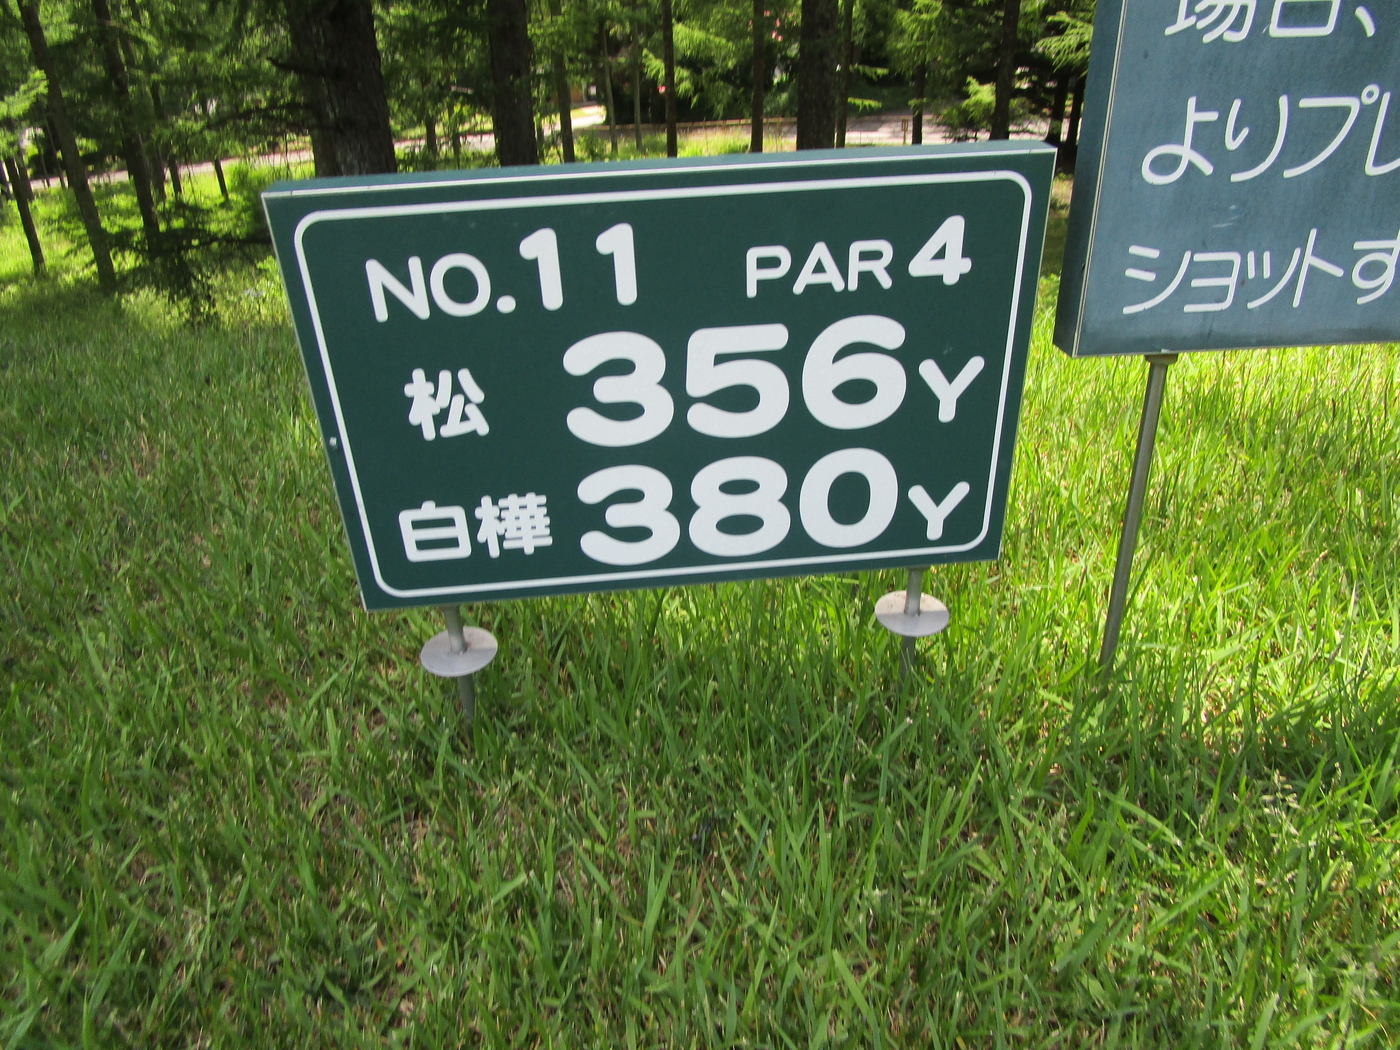 NO.11 PAR 4
松 356Y
白樺 380Y
場合、
よりプレ
ショットす